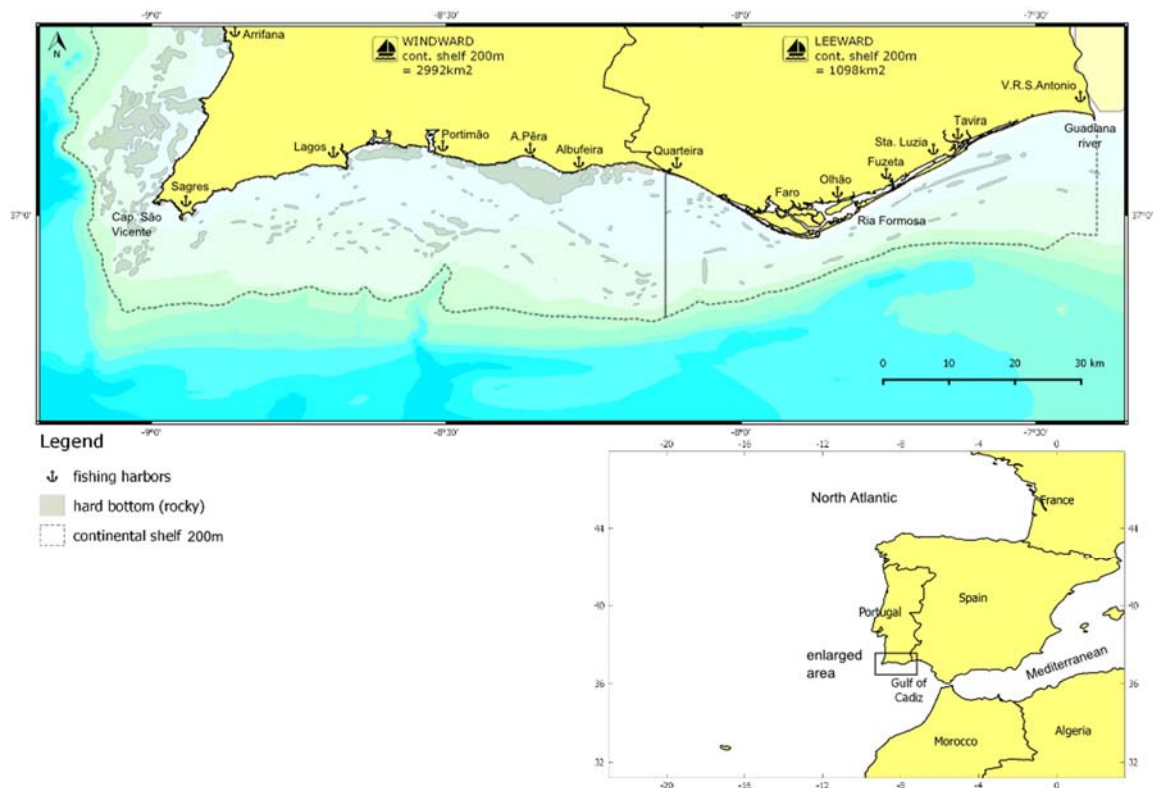 -9°0'
-8°30'
-8°0'
-7°30'
N
Arrifana
WINDWARD
cont. shelf 200m
= 2992km2
LEEWARD
cont. shelf 200m
= 1098km2
V.R.S.Antonio
Guadiana
river
Tavira
Sta. Luzia
Fuzeta
Olhão
Faro
Ria Formosa
Quarteira
Albufeira
A.Pêra
Portimão
Lagos
Sagres
Cap. São
Vicente
37°0'
37°0'
0 10 20 30 km
-9°0'
-8°30'
-8°0'
-7°30'
Legend
fishing harbors
hard bottom (rocky)
continental shelf 200m
-20 -16 -12 -8 -4 0
North Atlantic
France
44
44
40
40
Portugal
Spain
enlarged
area
Mediterranean
Gulf of
Cadiz
36
36
Morocco
Algeria
32
32
-20 -16 -12 -8 -4 0